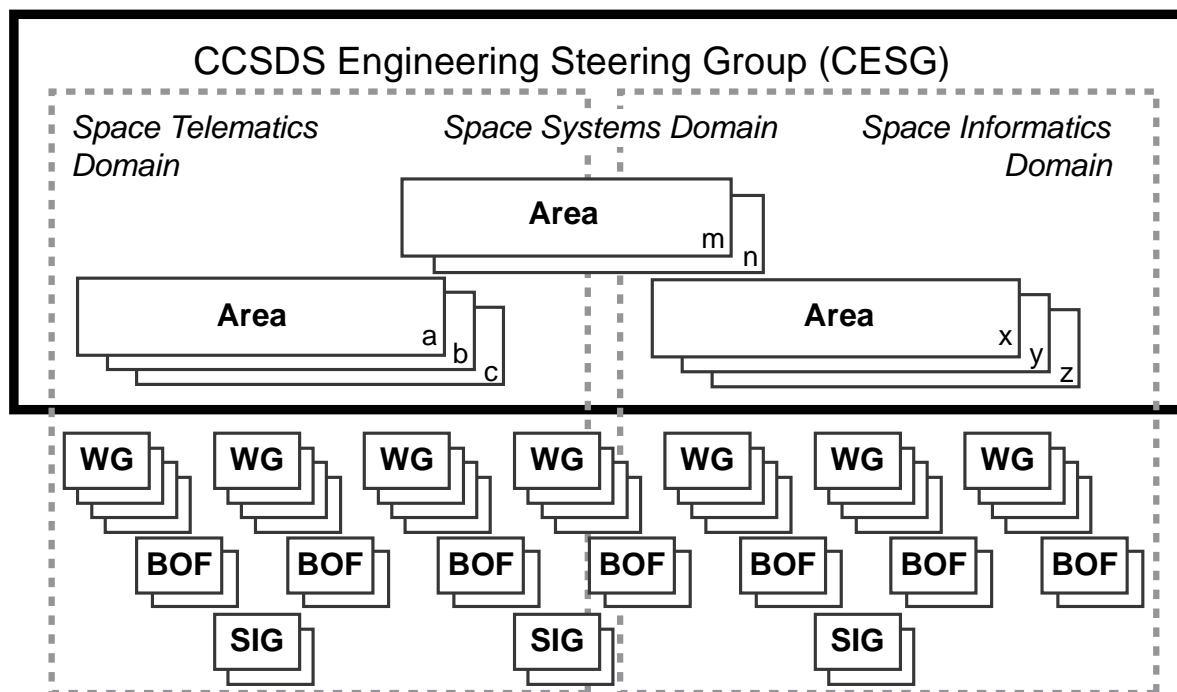 CCSDS Engineering Steering Group (CESG)
Space Telematics
Domain
Space Systems Domain
Space Informatics
Domain
Area
m
n
Area
a
b
c
Area
x
y
z
WG WG WG WG WG WG WG
BOF BOF BOF BOF BOF BOF BOF
SIG SIG SIG